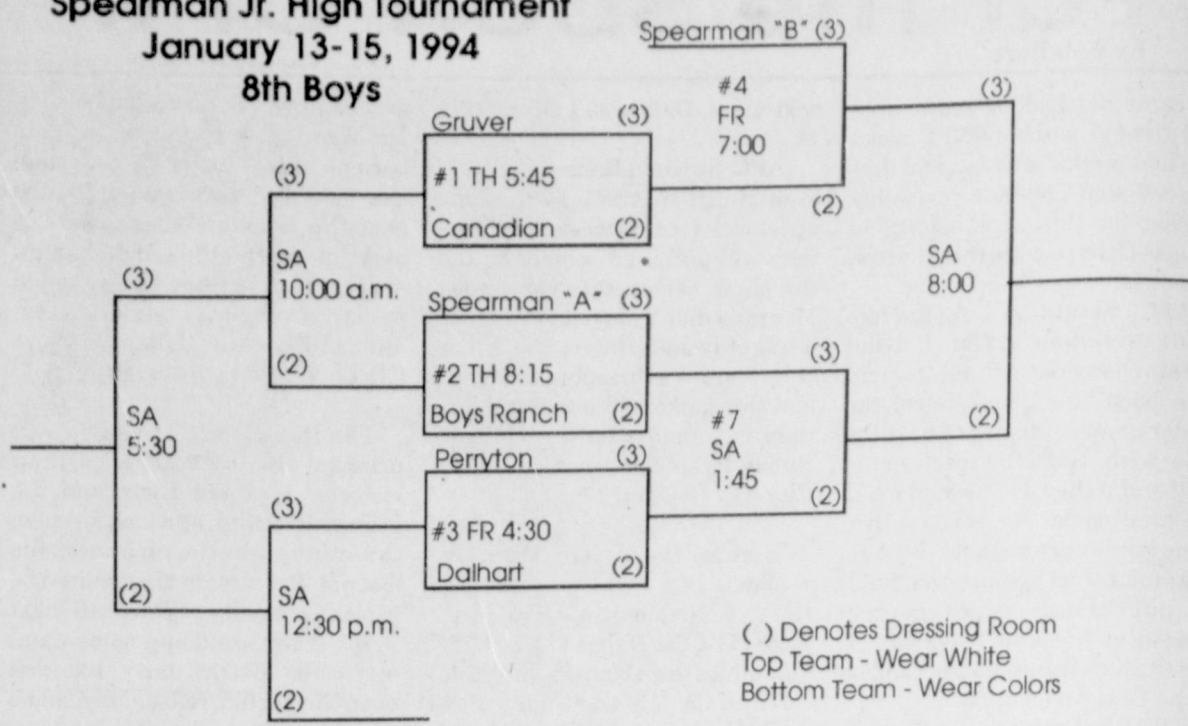 Spearman Jr. High Tournament
January 13-15, 1994
8th Boys
Spearman "B" (3)
#4
FR
7:00
(3)
(2)
Gruver (3)
#1 TH 5:45
Canadian (2)
(3)
SA
10:00 a.m.
(2)
SA
8:00
(3)
Spearman "A" (3)
#2 TH 8:15
Boys Ranch (2)
(3)
#7
SA
1:45
(2)
(2)
SA
5:30
(2)
Perryton (3)
#3 FR 4:30
Dalhart (2)
(3)
SA
12:30 p.m.
(2)
( ) Denotes Dressing Room
Top Team - Wear White
Bottom Team - Wear Colors